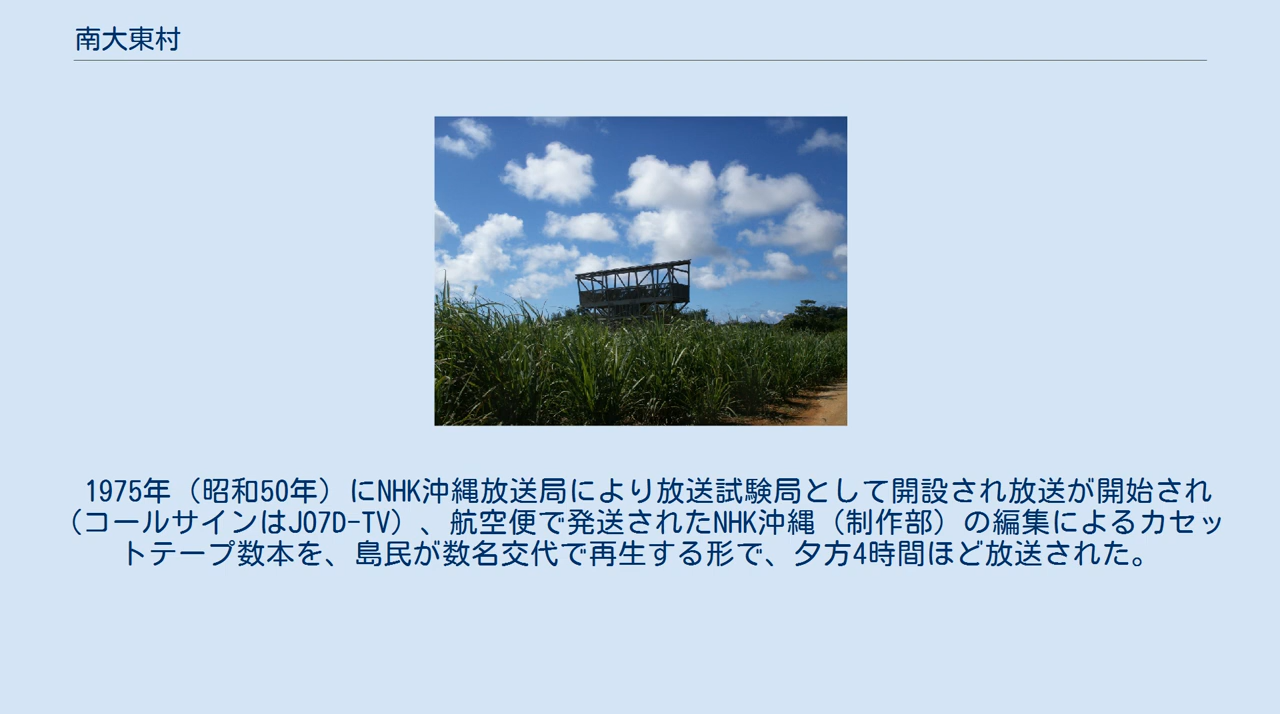 南大東村
1975年（昭和50年）にNHK沖縄放送局により放送試験局として開設され放送が開始され
（コールサインはJO7D-TV）、航空便で発送されたNHK沖縄（制作部）の編集によるカセッ
トテープ数本を、島民が数名交代で再生する形で、夕方4時間ほど放送された。